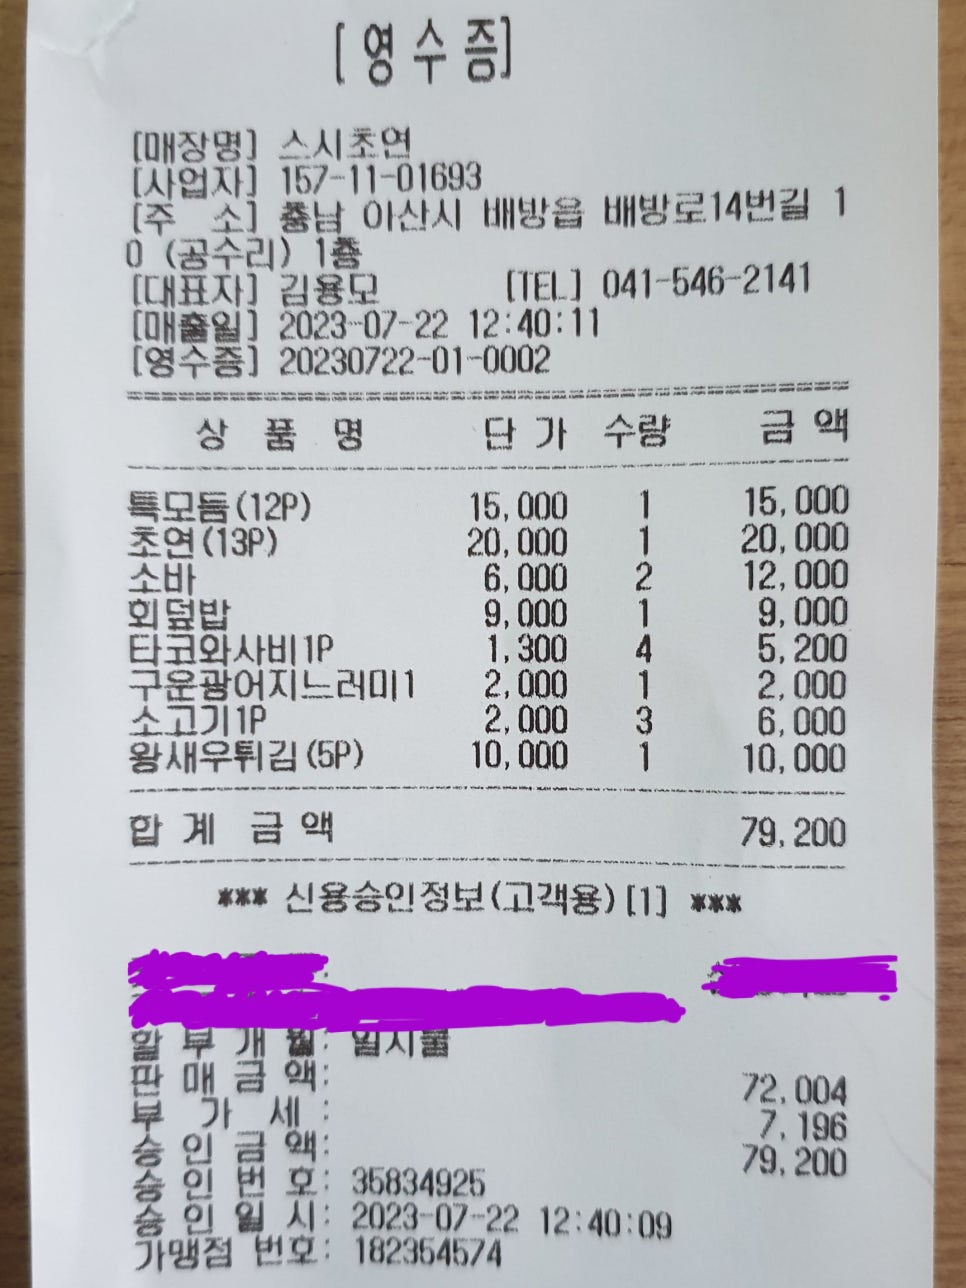 [영수증]
[매장명] 스시초연
[사업자] 157-11-01693
[주 소] 충남 아산시 배방읍 배방로14번길 1
0 (공수리) 1층
[대표자] 김용모 [TEL] 041-546-2141
[매출일] 2023-07-22 12:40:11
[영수증] 20230722-01-0002
상 품 명 단 가 수량 금 액
특모둠(12P) 15,000 1 15,000
초연(13P) 20,000 1 20,000
소바 6,000 2 12,000
회덮밥 9,000 1 9,000
타코와사비1P 1,300 4 5,200
구운광어지느러미1 2,000 1 2,000
소고기1P 2,000 3 6,000
왕새우튀김(5P) 10,000 1 10,000
합 계 금 액 79,200
*** 신용승인정보(고객용)[1] ***
할 부 개 월: 일시불
판 매 금 액: 72,004
부 가 세 : 7,196
승 인 금 액: 79,200
승 인 번 호: 35834925
승 인 일 시: 2023-07-22 12:40:09
가맹점 번호: 182354574